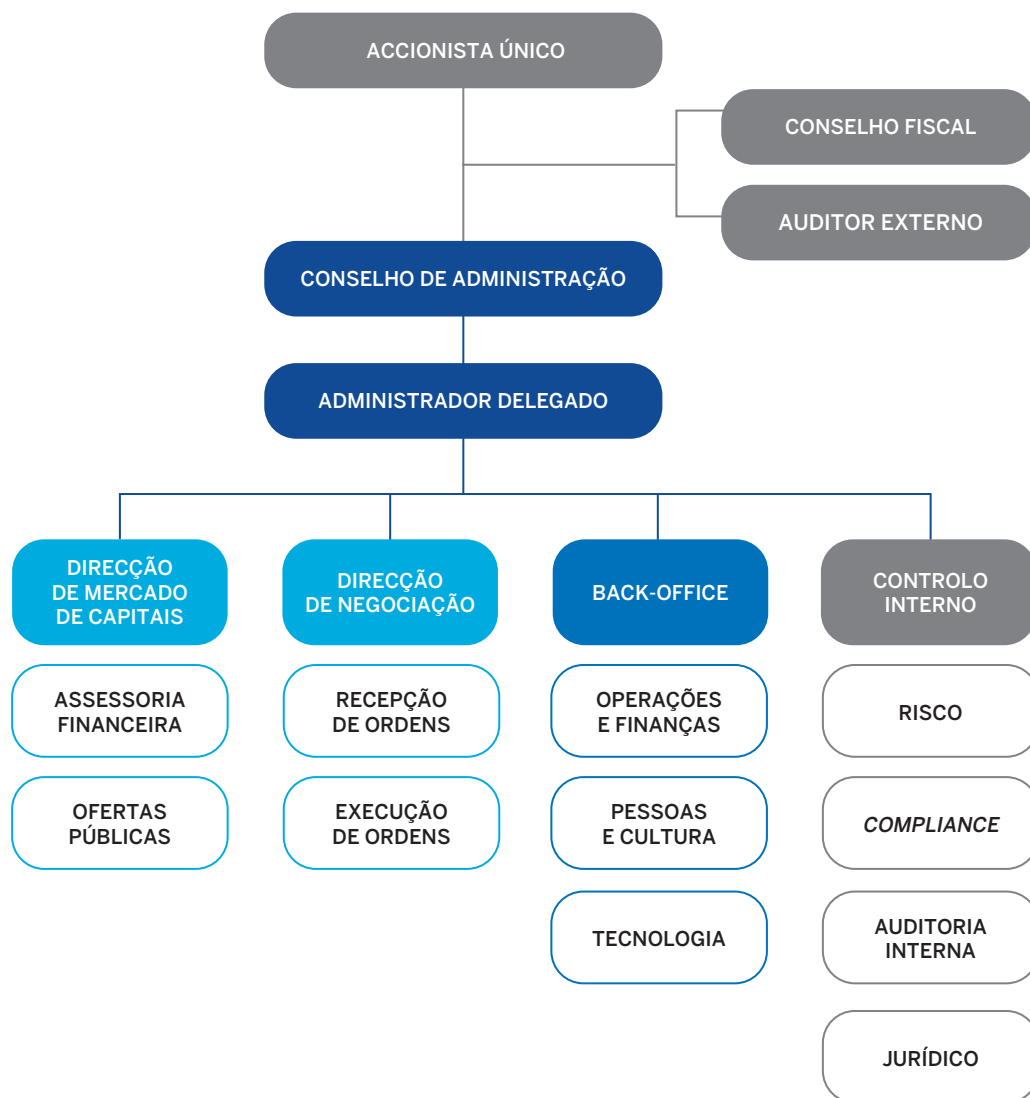 ACCIONISTA ÚNICO
CONSELHO FISCAL
AUDITOR EXTERNO
CONSELHO DE ADMINISTRAÇÃO
ADMINISTRADOR DELEGADO
DIRECÇÃO
DE MERCADO
DE CAPITAIS
ASSESSORIA
FINANCEIRA
OFERTAS
PÚBLICAS
DIRECÇÃO
DE NEGOCIAÇÃO
RECEPÇÃO
DE ORDENS
EXECUÇÃO
DE ORDENS
BACK-OFFICE
OPERAÇÕES
E FINANÇAS
PESSOAS
E CULTURA
TECNOLOGIA
CONTROLO
INTERNO
RISCO
COMPLIANCE
AUDITORIA
INTERNA
JURÍDICO